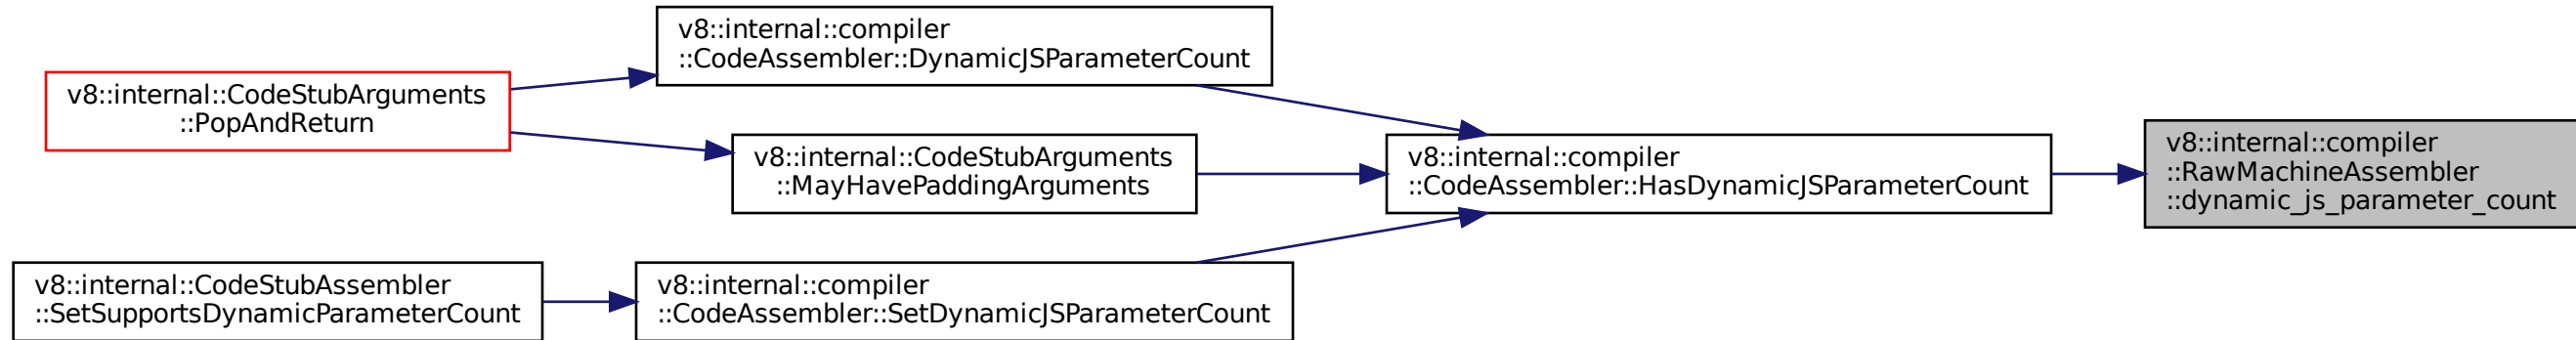 v8::internal::compiler
::CodeAssembler::DynamicJSParameterCount
v8::internal::CodeStubArguments
::PopAndReturn
v8::internal::CodeStubArguments
::MayHavePaddingArguments
v8::internal::compiler
::CodeAssembler::HasDynamicJSParameterCount
v8::internal::compiler
::RawMachineAssembler
::dynamic_js_parameter_count
v8::internal::CodeStubAssembler
::SetSupportsDynamicParameterCount
v8::internal::compiler
::CodeAssembler::SetDynamicJSParameterCount